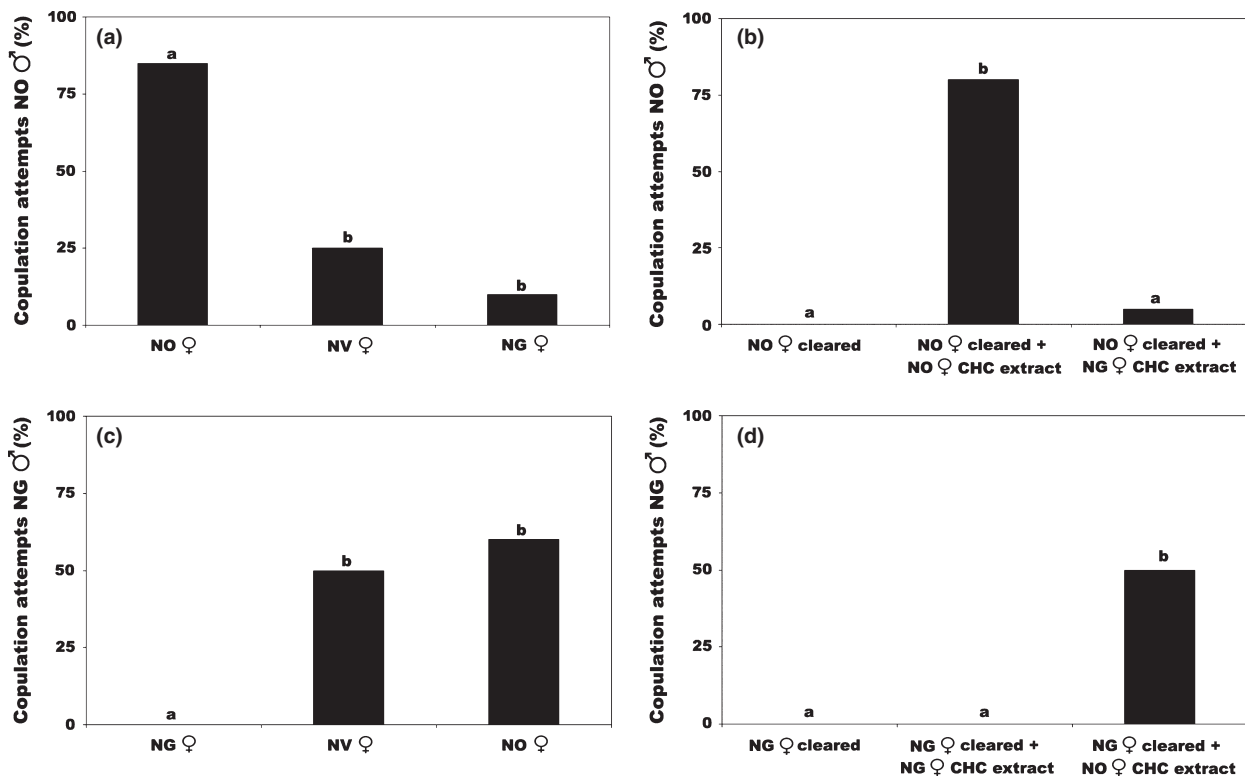 (a)
Copulation attempts NO ♂ (%)
100
75
50
25
0
a
b
b
NO ♀
NV ♀
NG ♀
(b)
Copulation attempts NO ♂ (%)
100
75
50
25
0
a
b
a
NO ♀ cleared
NO ♀ cleared +
NO ♀ CHC extract
NO ♀ cleared +
NG ♀ CHC extract
(c)
Copulation attempts NG ♂ (%)
100
75
50
25
0
a
b
b
NG ♀
NV ♀
NO ♀
(d)
Copulation attempts NG ♂ (%)
100
75
50
25
0
a
a
b
NG ♀ cleared
NG ♀ cleared +
NG ♀ CHC extract
NG ♀ cleared +
NO ♀ CHC extract